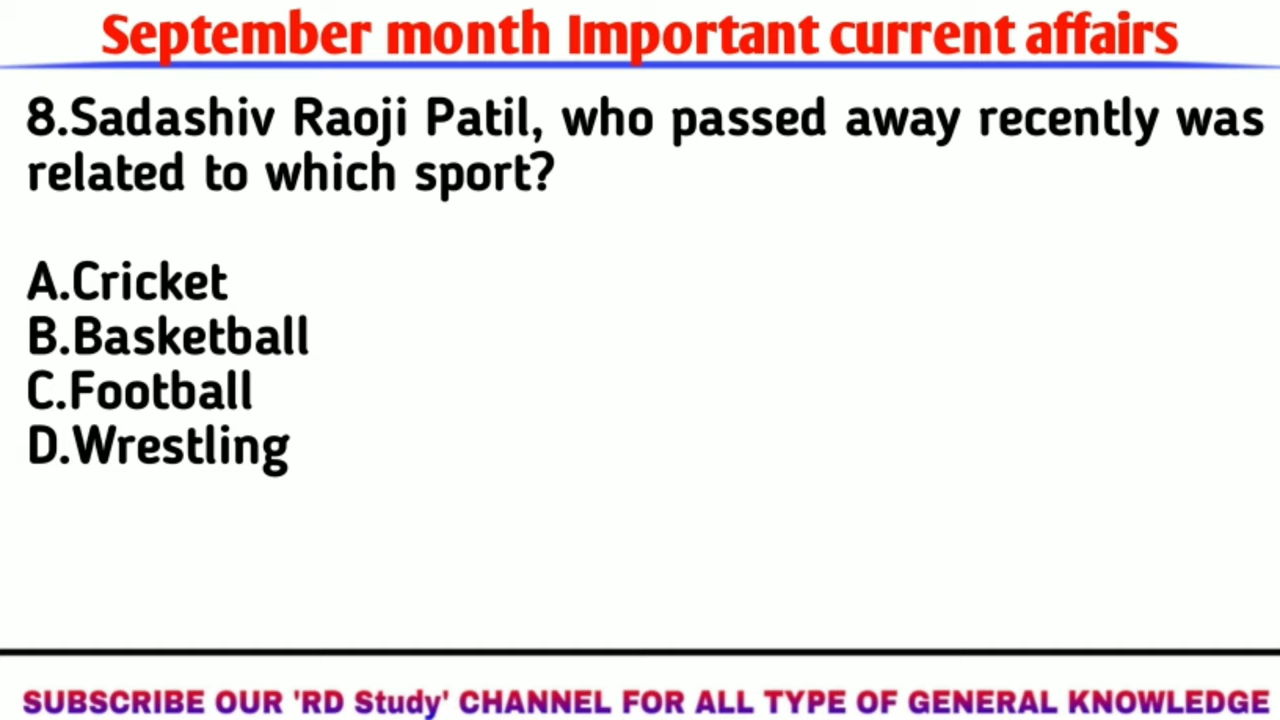 September month Important current affairs
8.Sadashiv Raoji Patil, who passed away recently was
related to which sport?
A.Cricket
B.Basketball
C.Football
D.Wrestling
SUBSCRIBE OUR 'RD Study' CHANNEL FOR ALL TYPE OF GENERAL KNOWLEDGE